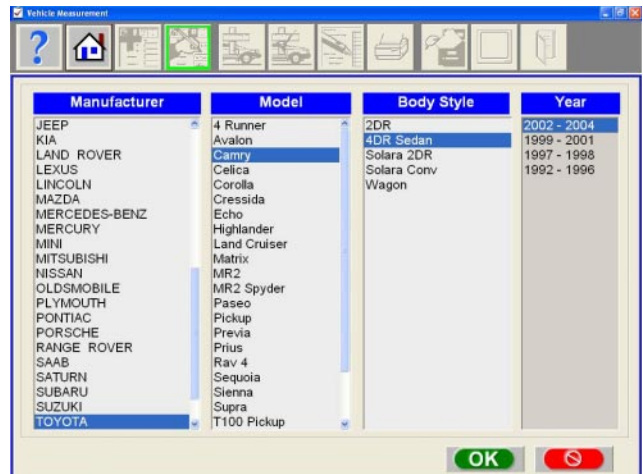 Vehicle Measurement
?
Manufacturer
JEEP
KIA
LAND ROVER
LEXUS
LINCOLN
MAZDA
MERCEDES-BENZ
MERCURY
MINI
MITSUBISHI
NISSAN
OLDSMOBILE
PLYMOUTH
PONTIAC
PORSCHE
RANGE ROVER
SAAB
SATURN
SUBARU
SUZUKI
TOYOTA
Model
4 Runner
Avalon
Camry
Celica
Corolla
Cressida
Echo
Highlander
Land Cruiser
Matrix
MR2
MR2 Spyder
Paseo
Pickup
Previa
Prius
Rav 4
Sequoia
Sienna
Supra
T100 Pickup
Body Style
2DR
4DR Sedan
Solara 2DR
Solara Conv
Wagon
Year
2002 - 2004
1999 - 2001
1997 - 1998
1992 - 1996
OK